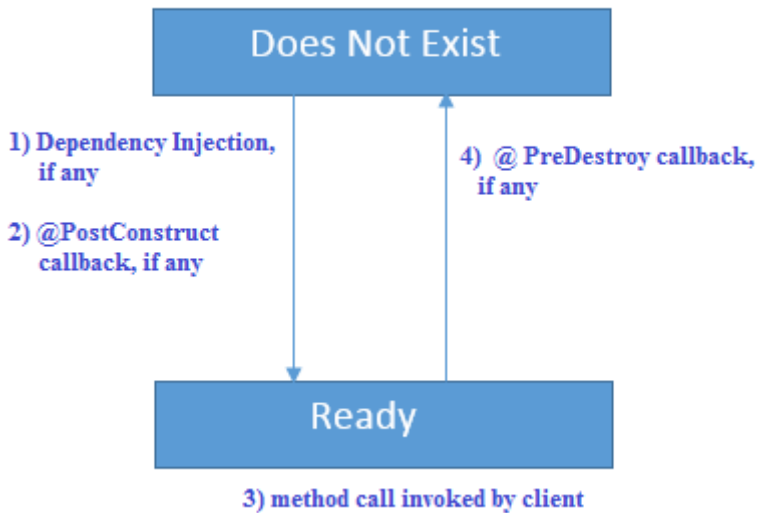 Does Not Exist
1) Dependency Injection,
if any
2) @PostConstruct
callback, if any
4) @ PreDestroy callback,
if any
Ready
3) method call invoked by client